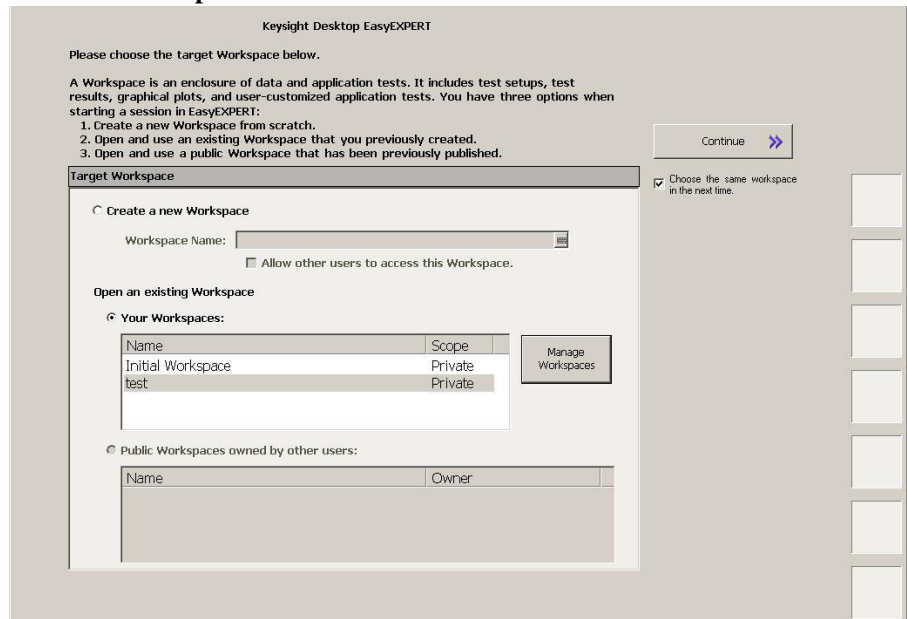 Keysight Desktop EasyEXPERT
Please choose the target Workspace below.
A Workspace is an enclosure of data and application tests. It includes test setups, test
results, graphical plots, and user-customized application tests. You have three options when
starting a session in EasyEXPERT:
1. Create a new Workspace from scratch.
2. Open and use an existing Workspace that you previously created.
3. Open and use a public Workspace that has been previously published.
Continue
Target Workspace
Choose the same workspace
in the next time.
Create a new Workspace
Workspace Name:
Allow other users to access this Workspace.
Open an existing Workspace
Your Workspaces:
Name Scope
Initial Workspace Private
test Private
Manage
Workspaces
Public Workspaces owned by other users:
Name Owner